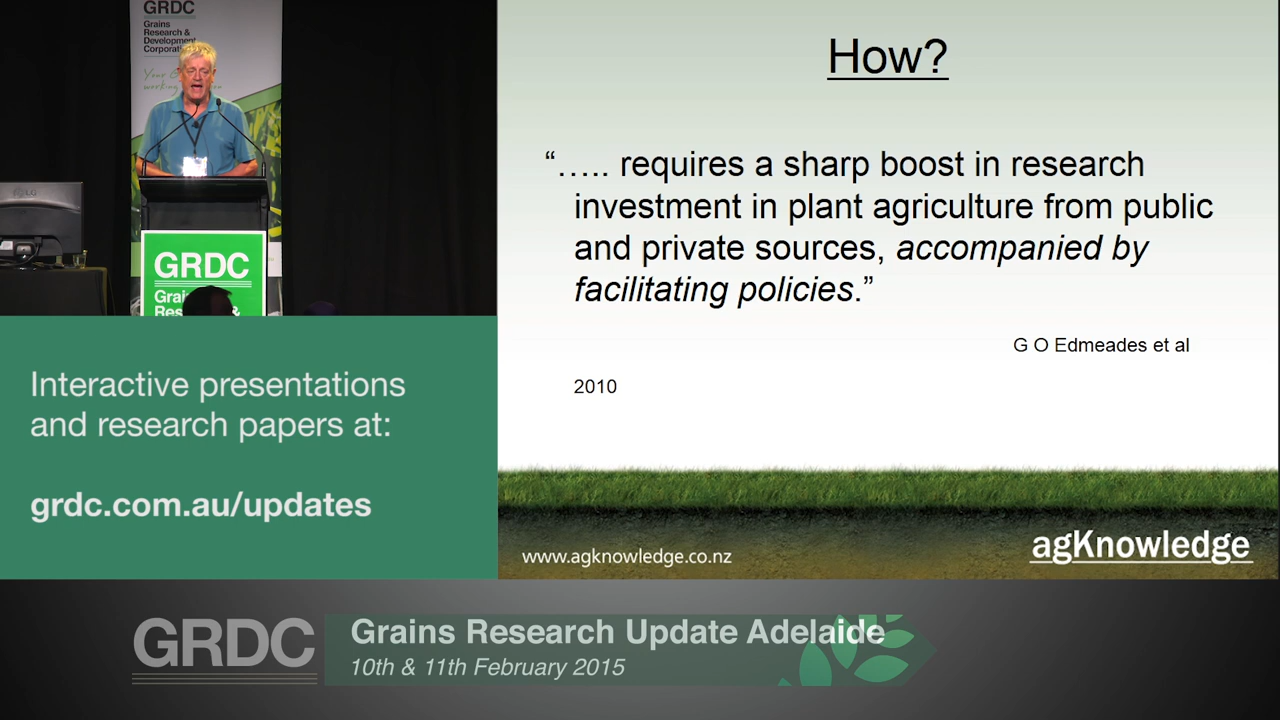 GRDC
Grains
Research &
Development
Corporation
LG
GRDC
Research &
Interactive presentations
and research papers at:
grdc.com.au/updates
How?
“….. requires a sharp boost in research
investment in plant agriculture from public
and private sources, accompanied by
facilitating policies.”
G O Edmeades et al
2010
www.agknowledge.co.nz
agKnowledge
GRDC
Grains Research Update Adelaide
10th & 11th February 2015